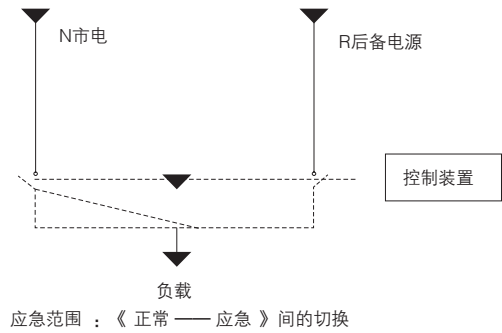 N市电
R后备电源
控制装置
负载
应急范围 :《 正常 —— 应急 》间的切换